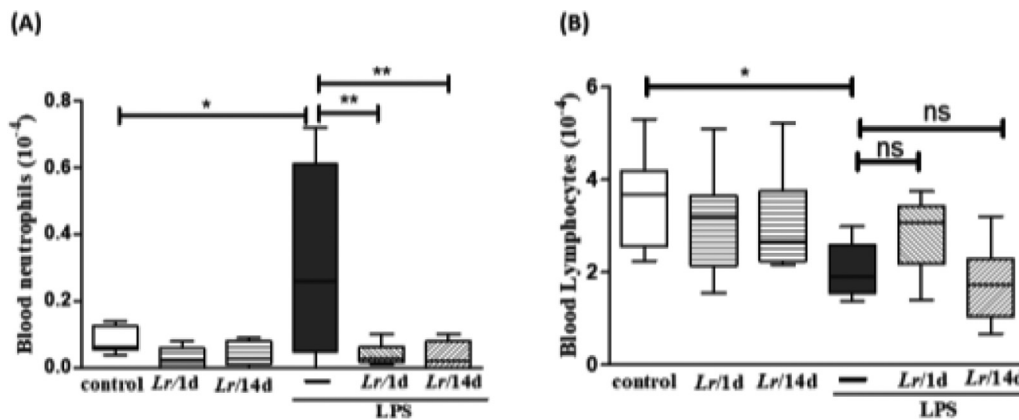 (A)
Blood neutrophils (10⁻⁴)
0.8
0.6
0.4
0.2
0.0
*
**
**
control Lr/1d Lr/14d — Lr/1d Lr/14d
LPS
(B)
Blood Lymphocytes (10⁻⁴)
6
4
2
0
*
ns
ns
control Lr/1d Lr/14d — Lr/1d Lr/14d
LPS